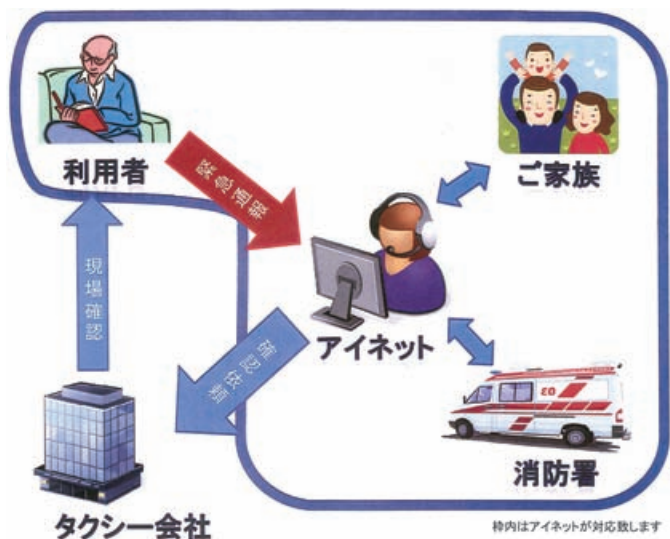 利用者
ご家族
緊急通報
現場確認
アイネット
確認依頼
タクシー会社
消防署
枠内はアイネットが対応致します